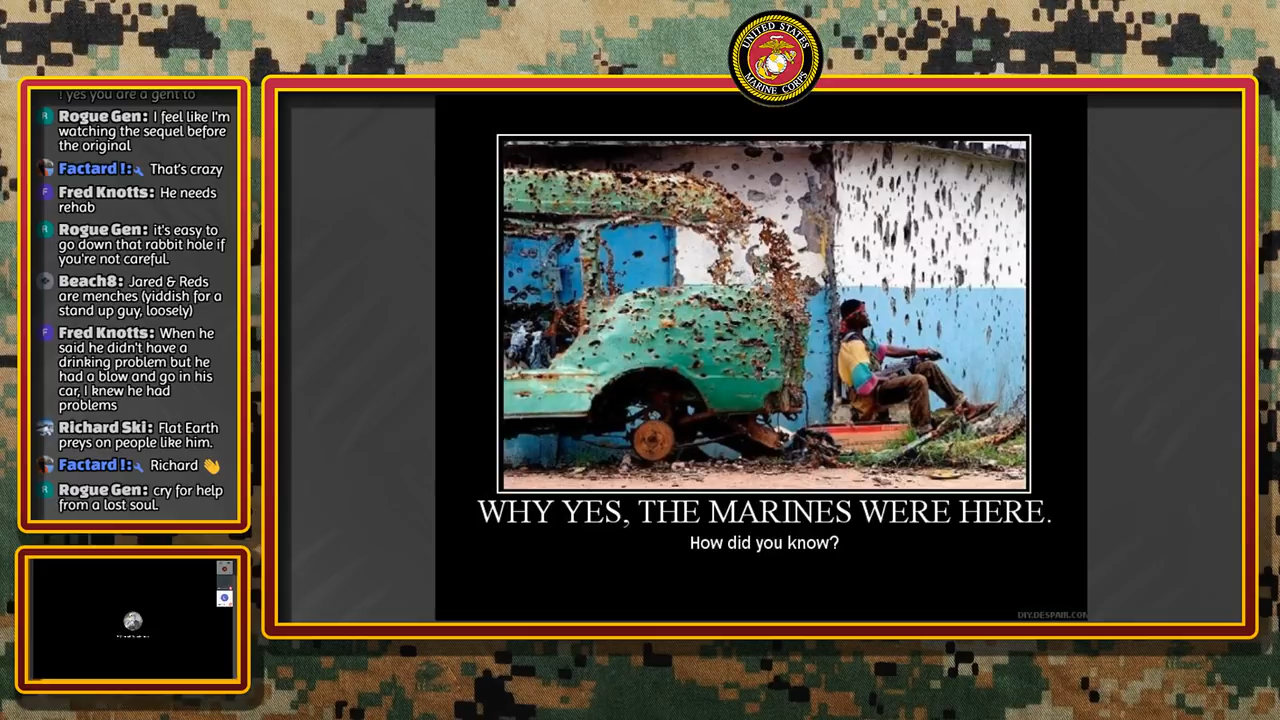 ! yes you are a gent to
Rogue Gen: I feel like I'm
watching the sequel before
the original
Factard !: That's crazy
Fred Knotts: He needs
rehab
Rogue Gen: it's easy to
go down that rabbit hole if
you're not careful.
Beach8: Jared & Reds
are menches (yiddish for a
stand up guy, loosely)
Fred Knotts: When he
said he didn't have a
drinking problem but he
had a blow and go in his
car, I knew he had
problems
Richard Ski: Flat Earth
preys on people like him.
Factard !: Richard 👋
Rogue Gen: cry for help
from a lost soul.
UNITED STATES
MARINE CORPS
WHY YES, THE MARINES WERE HERE.
How did you know?
DIY.DESPAIR.COM